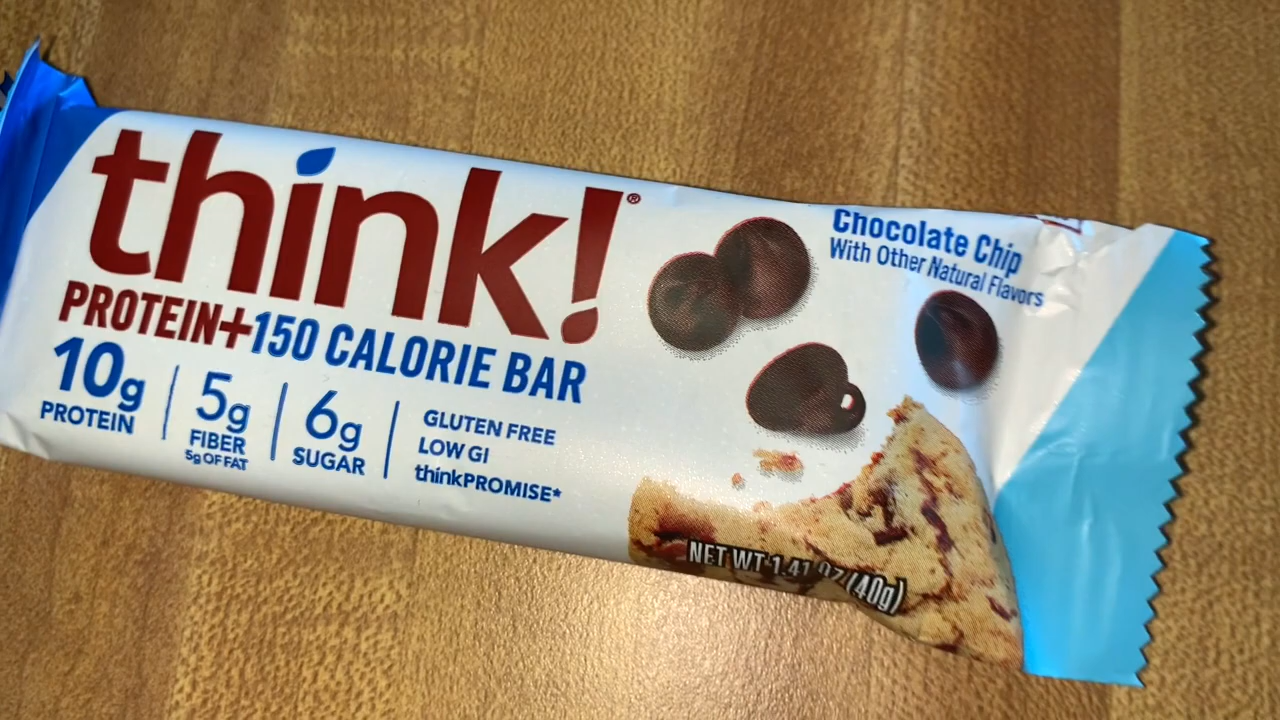 think!®
PROTEIN+150 CALORIE BAR
10g
PROTEIN
5g
FIBER
5g OF FAT
6g
SUGAR
GLUTEN FREE
LOW GI
thinkPROMISE*
Chocolate Chip
With Other Natural Flavors
NET WT 1.41 OZ (40g)